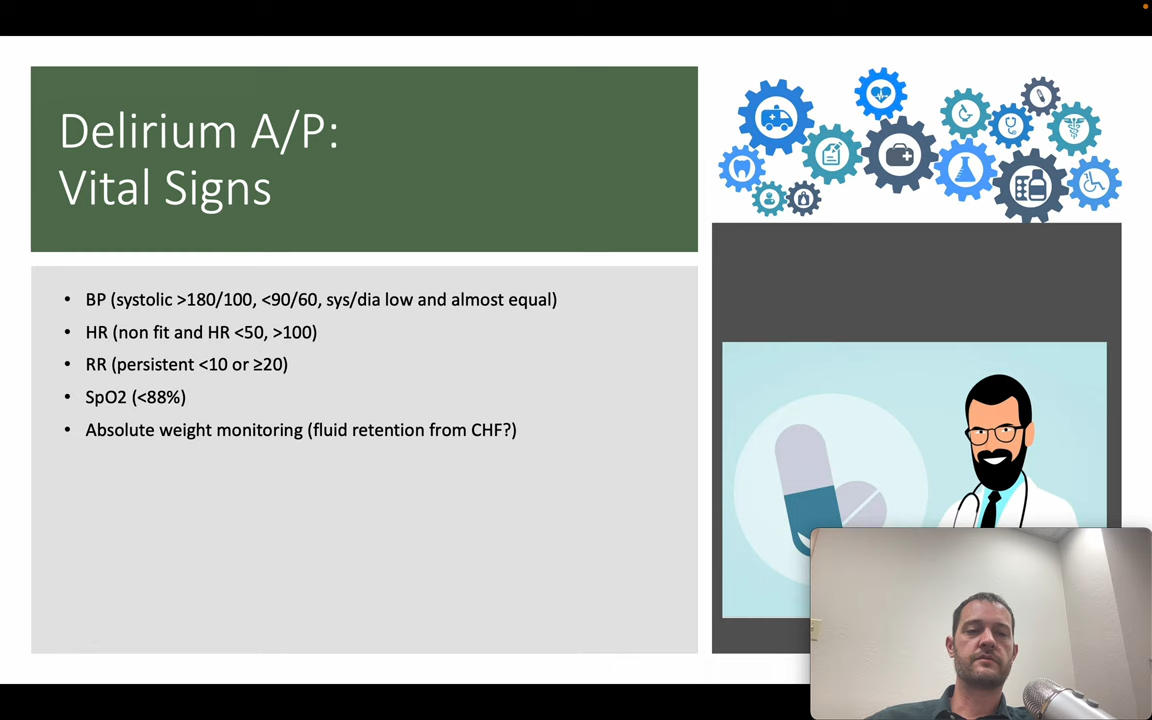 Delirium A/P:
Vital Signs
• BP (systolic >180/100, <90/60, sys/dia low and almost equal)
• HR (non fit and HR <50, >100)
• RR (persistent <10 or ≥20)
• SpO2 (<88%)
• Absolute weight monitoring (fluid retention from CHF?)